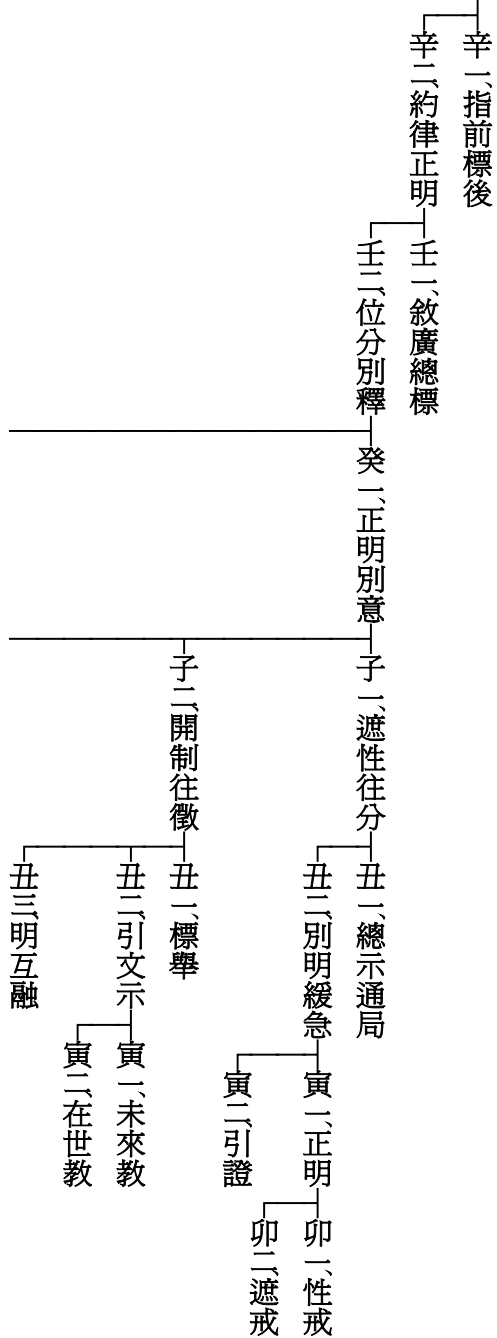 辛一、指前標後
辛二、約律正明
壬一、敘廣總標
壬二、位分別釋
癸一、正明別意
子一、遮性往分
丑一、總示通局
丑二、別明緩急
寅一、正明
卯一、性戒
卯二、遮戒
寅二、引證
子二、開制往徵
丑一、標舉
丑二、引文示
寅一、未來教
寅二、在世教
丑三、明互融